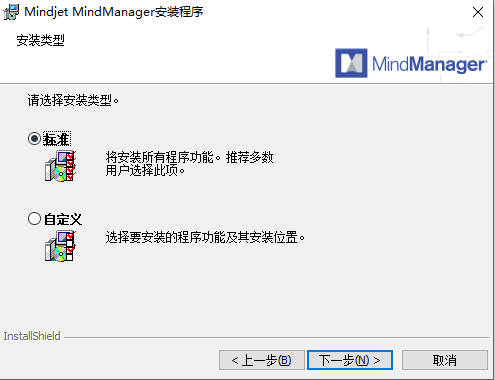 Mindjet MindManager安装程序
安装类型
MindManager
请选择安装类型。
标准
将安装所有程序功能。推荐多数
用户选择此项。
自定义
选择要安装的程序功能及其安装位置。
InstallShield
< 上一步(B)
下一步(N) >
取消